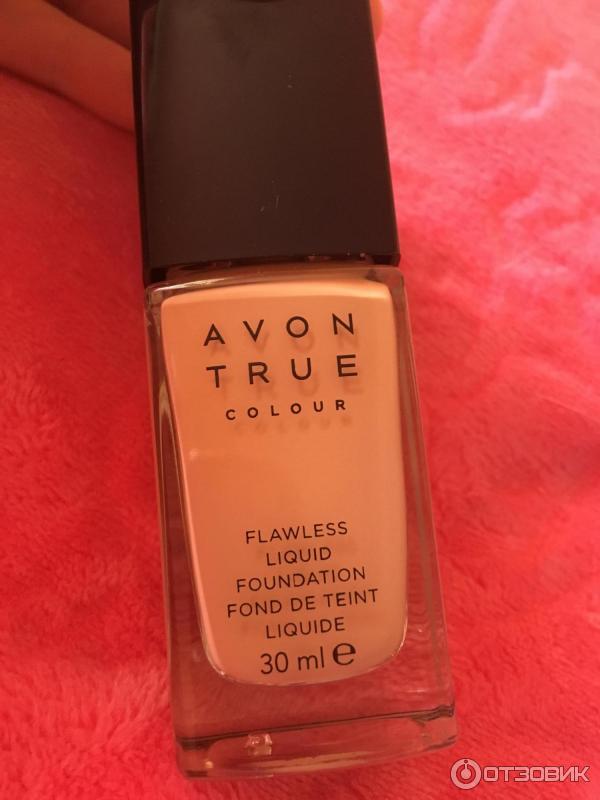 AVON
TRUE
COLOUR
FLAWLESS
LIQUID
FOUNDATION
FOND DE TEINT
LIQUIDE
30 ml e
ОТЗОВИК